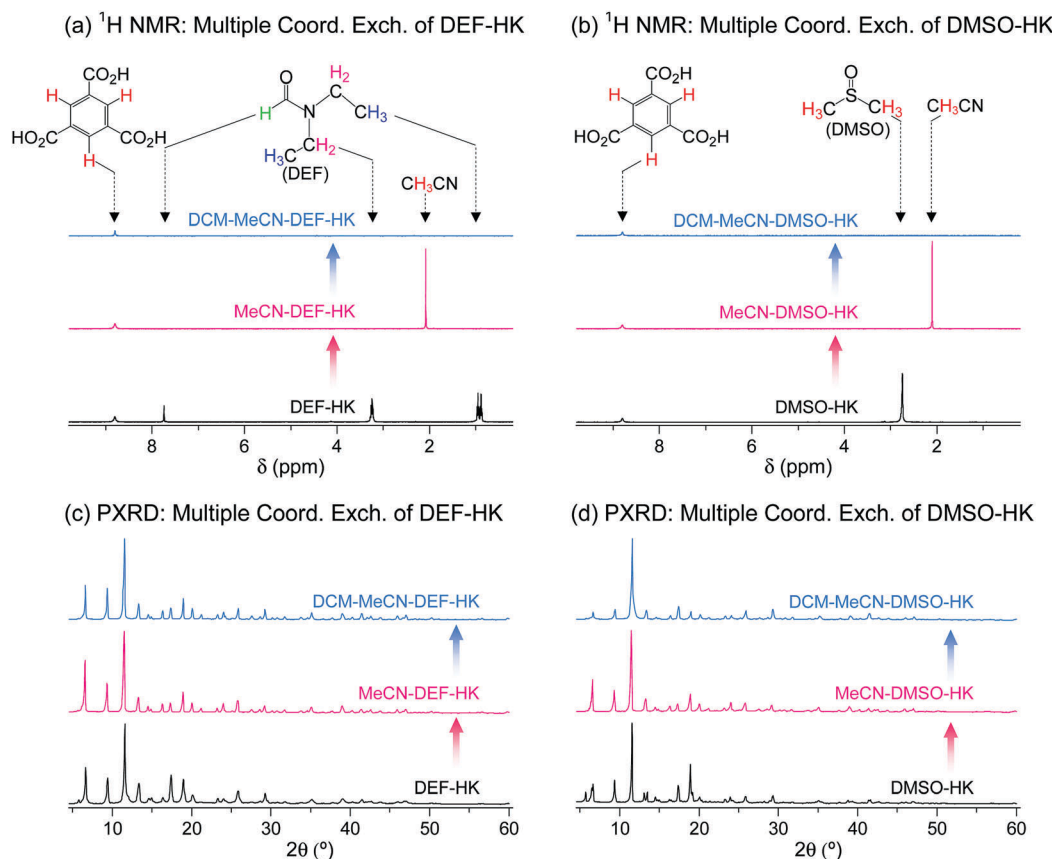 (a) ¹H NMR: Multiple Coord. Exch. of DEF-HK
CO₂H
H H
HO₂C CO₂H
H
O
H N
H₂
CH₃
H₃C CH₂
(DEF)
CH₃CN
DCM-MeCN-DEF-HK
MeCN-DEF-HK
DEF-HK
8 6 4 2
δ (ppm)
(b) ¹H NMR: Multiple Coord. Exch. of DMSO-HK
CO₂H
H H
HO₂C CO₂H
H
O
S
H₃C CH₃
(DMSO)
CH₃CN
DCM-MeCN-DMSO-HK
MeCN-DMSO-HK
DMSO-HK
8 6 4 2
δ (ppm)
(c) PXRD: Multiple Coord. Exch. of DEF-HK
DCM-MeCN-DEF-HK
MeCN-DEF-HK
DEF-HK
10 20 30 40 50 60
2θ (º)
(d) PXRD: Multiple Coord. Exch. of DMSO-HK
DCM-MeCN-DMSO-HK
MeCN-DMSO-HK
DMSO-HK
10 20 30 40 50 60
2θ (º)